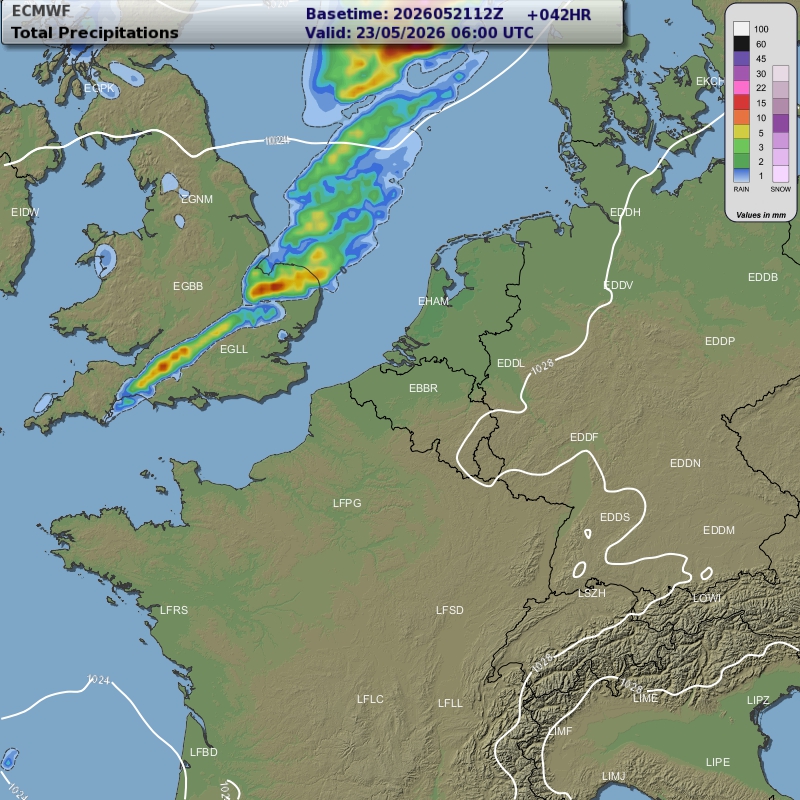 ECMWF
Basetime: 2026052112Z +042HR
Total Precipitations
Valid: 23/05/2026 06:00 UTC
100
60
45
30
22
15
10
5
3
2
1
RAIN SNOW
Values in mm
EGPK
EKCH
1024
EGNM
EIDW
EDDH
EGBB
EDDV
EDDB
EHAM
EDDP
EGLL
EDDL
1028
EBBR
EDDF
EDDN
LFPG
EDDS
EDDM
LSZH
LOWI
LFRS
LFSD
1028
1024
1028
LFLC
LFLL
LIME
LIPZ
LIMF
LFBD
LIPE
LIMJ
1024